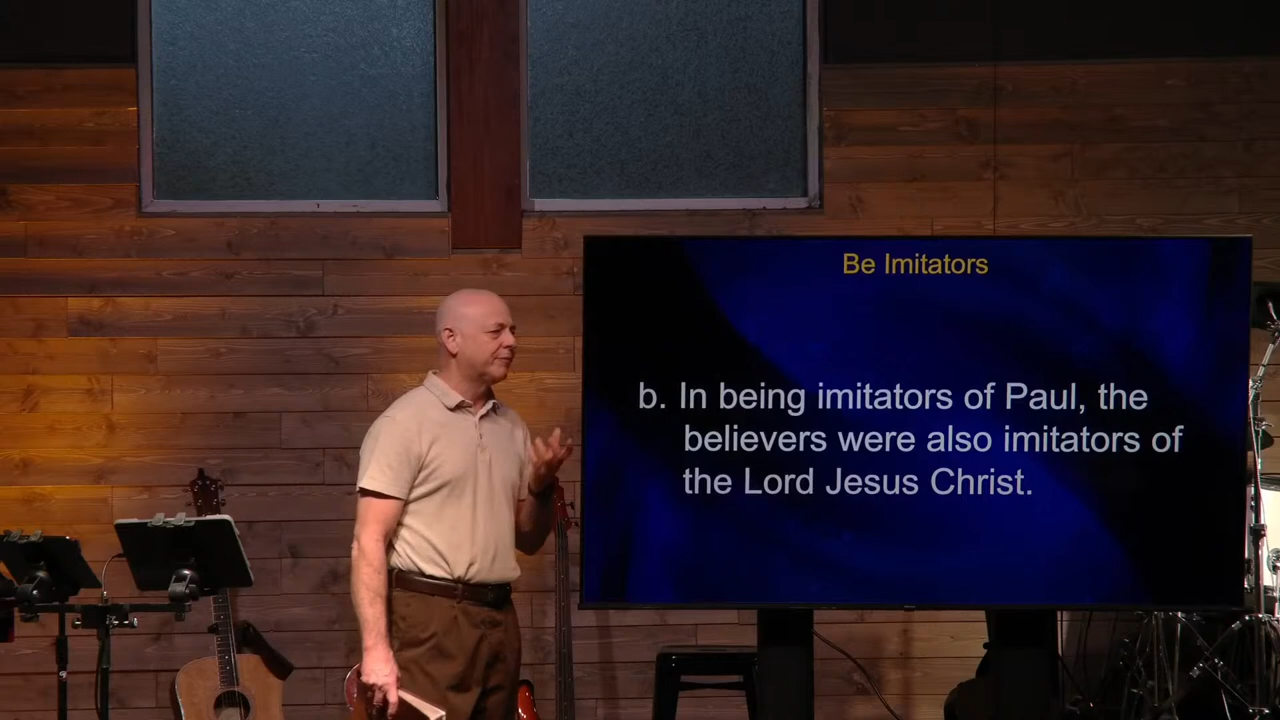 Be Imitators
b. In being imitators of Paul, the
believers were also imitators of
the Lord Jesus Christ.